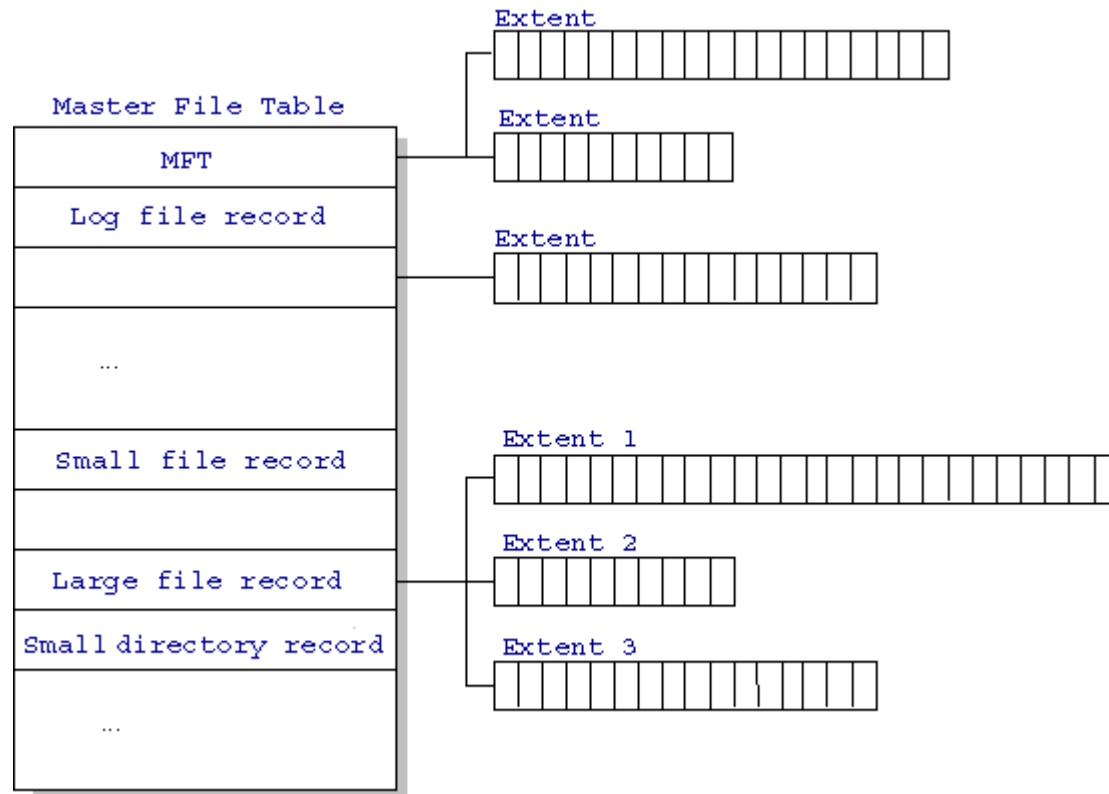 Extent
Master File Table
Extent
MFT
Log file record
Extent
...
Extent 1
Small file record
Extent 2
Large file record
Small directory record
Extent 3
...